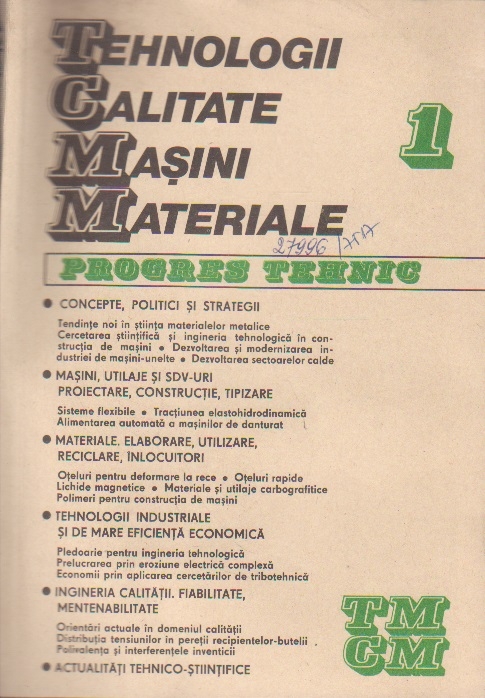 TEHNOLOGII
CALITATE
MAȘINI
MATERIALE
1
27996/ATA
PROGRES TEHNIC
● CONCEPTE, POLITICI ȘI STRATEGII
Tendințe noi în știința materialelor metalice
Cercetarea științifică și ingineria tehnologică în con-
strucția de mașini ● Dezvoltarea și modernizarea in-
dustriei de mașini-unelte ● Dezvoltarea sectoarelor calde
● MAȘINI, UTILAJE ȘI SDV-URI
PROIECTARE, CONSTRUCȚIE, TIPIZARE
Sisteme flexibile ● Tracțiunea elastohidrodinamică
Alimentarea automată a mașinilor de danturat
● MATERIALE. ELABORARE, UTILIZARE,
RECICLARE, ÎNLOCUITORI
Oțeluri pentru deformare la rece ● Oțeluri rapide
Lichide magnetice ● Materiale și utilaje carbografitice
Polimeri pentru construcția de mașini
● TEHNOLOGII INDUSTRIALE
ȘI DE MARE EFICIENȚĂ ECONOMICĂ
Pledoarie pentru ingineria tehnologică
Prelucrarea prin eroziune electrică complexă
Economii prin aplicarea cercetărilor de tribotehnică
● INGINERIA CALITĂȚII. FIABILITATE,
MENTENABILITATE
Orientări actuale în domeniul calității
Distribuția tensiunilor în pereții recipientelor-butelii
Polivalența și interferențele inventicii
● ACTUALITĂȚI TEHNICO-ȘTIINȚIFICE
TM
CM